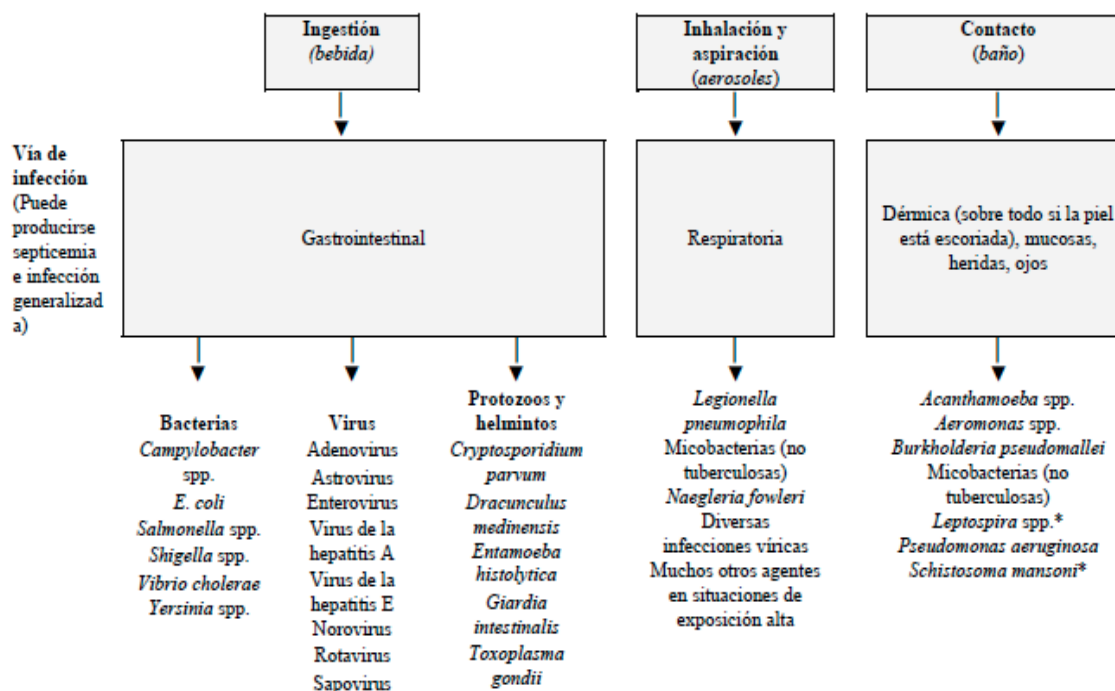 Ingestión
(bebida)
Inhalación y
aspiración
(aerosoles)
Contacto
(baño)
Vía de
infección
(Puede
producirse
septicemia
e infección
generalizad
a)
Gastrointestinal
Respiratoria
Dérmica (sobre todo si la piel
está escoriada), mucosas,
heridas, ojos
Bacterias
Campylobacter
spp.
E. coli
Salmonella spp.
Shigella spp.
Vibrio cholerae
Yersinia spp.
Virus
Adenovirus
Astrovirus
Enterovirus
Virus de la
hepatitis A
Virus de la
hepatitis E
Norovirus
Rotavirus
Sapovirus
Protozoos y
helmintos
Cryptosporidium
parvum
Dracunculus
medinensis
Entamoeba
histolytica
Giardia
intestinalis
Toxoplasma
gondii
Legionella
pneumophila
Micobacterias (no
tuberculosas)
Naegleria fowleri
Diversas
infecciones víricas
Muchos otros agentes
en situaciones de
exposición alta
Acanthamoeba spp.
Aeromonas spp.
Burkholderia pseudomallei
Micobacterias (no
tuberculosas)
Leptospira spp.*
Pseudomonas aeruginosa
Schistosoma mansoni*